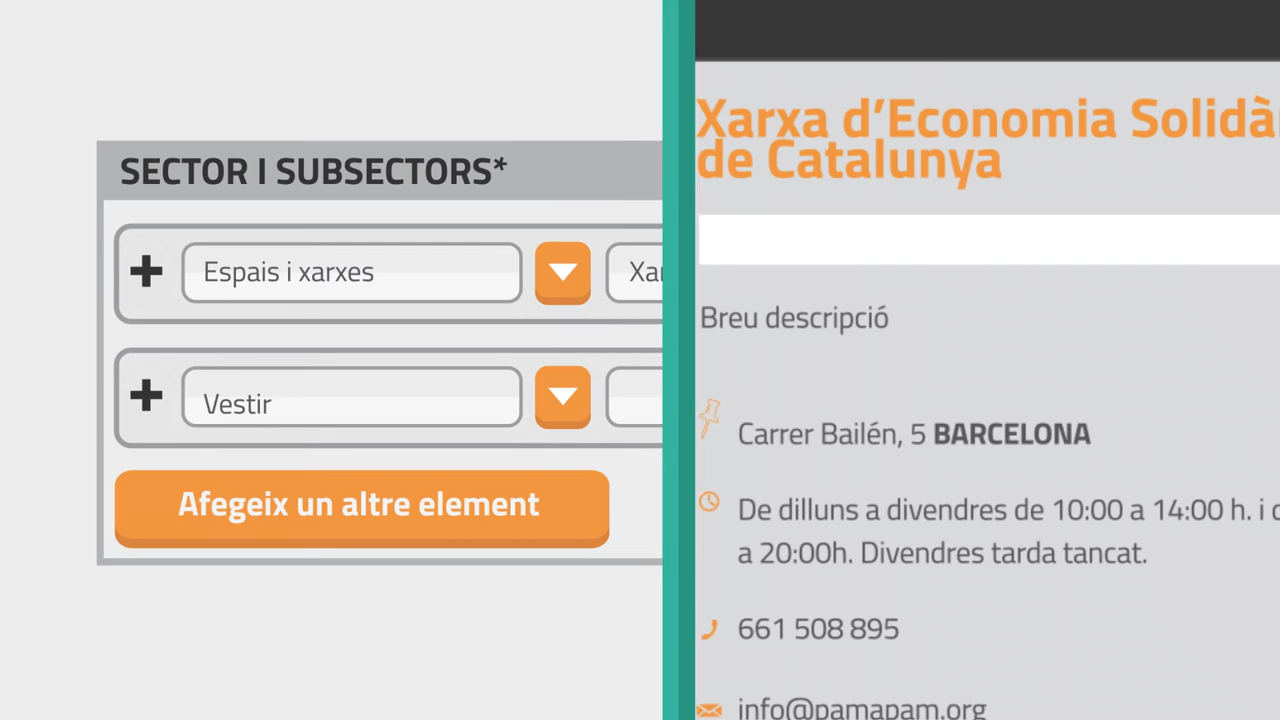 SECTOR I SUBSECTORS*
Espais i xarxes
Vestir
Afegeix un altre element
Xarxa d’Economia
de Catalunya
Breu descripció
Carrer Bailén, 5 BARCELONA
De dilluns a divendres de 10:00 a 14:00 h. i
a 20:00h. Divendres tarda tancat.
661 508 895
info@pamapam.org